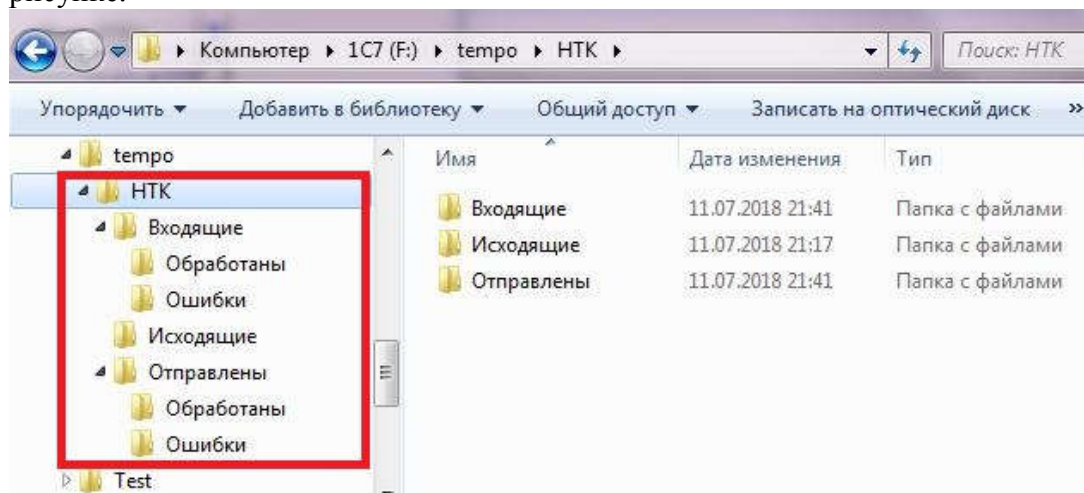 рисунке.
Компьютер ▸ 1C7 (F:) ▸ tempo ▸ НТК ▸ Поиск: НТК
Упорядочить Добавить в библиотеку Общий доступ Записать на оптический диск »
tempo
НТК
Входящие
Обработаны
Ошибки
Исходящие
Отправлены
Обработаны
Ошибки
Test
Имя Дата изменения Тип
Входящие 11.07.2018 21:41 Папка с файлами
Исходящие 11.07.2018 21:17 Папка с файлами
Отправлены 11.07.2018 21:41 Папка с файлами